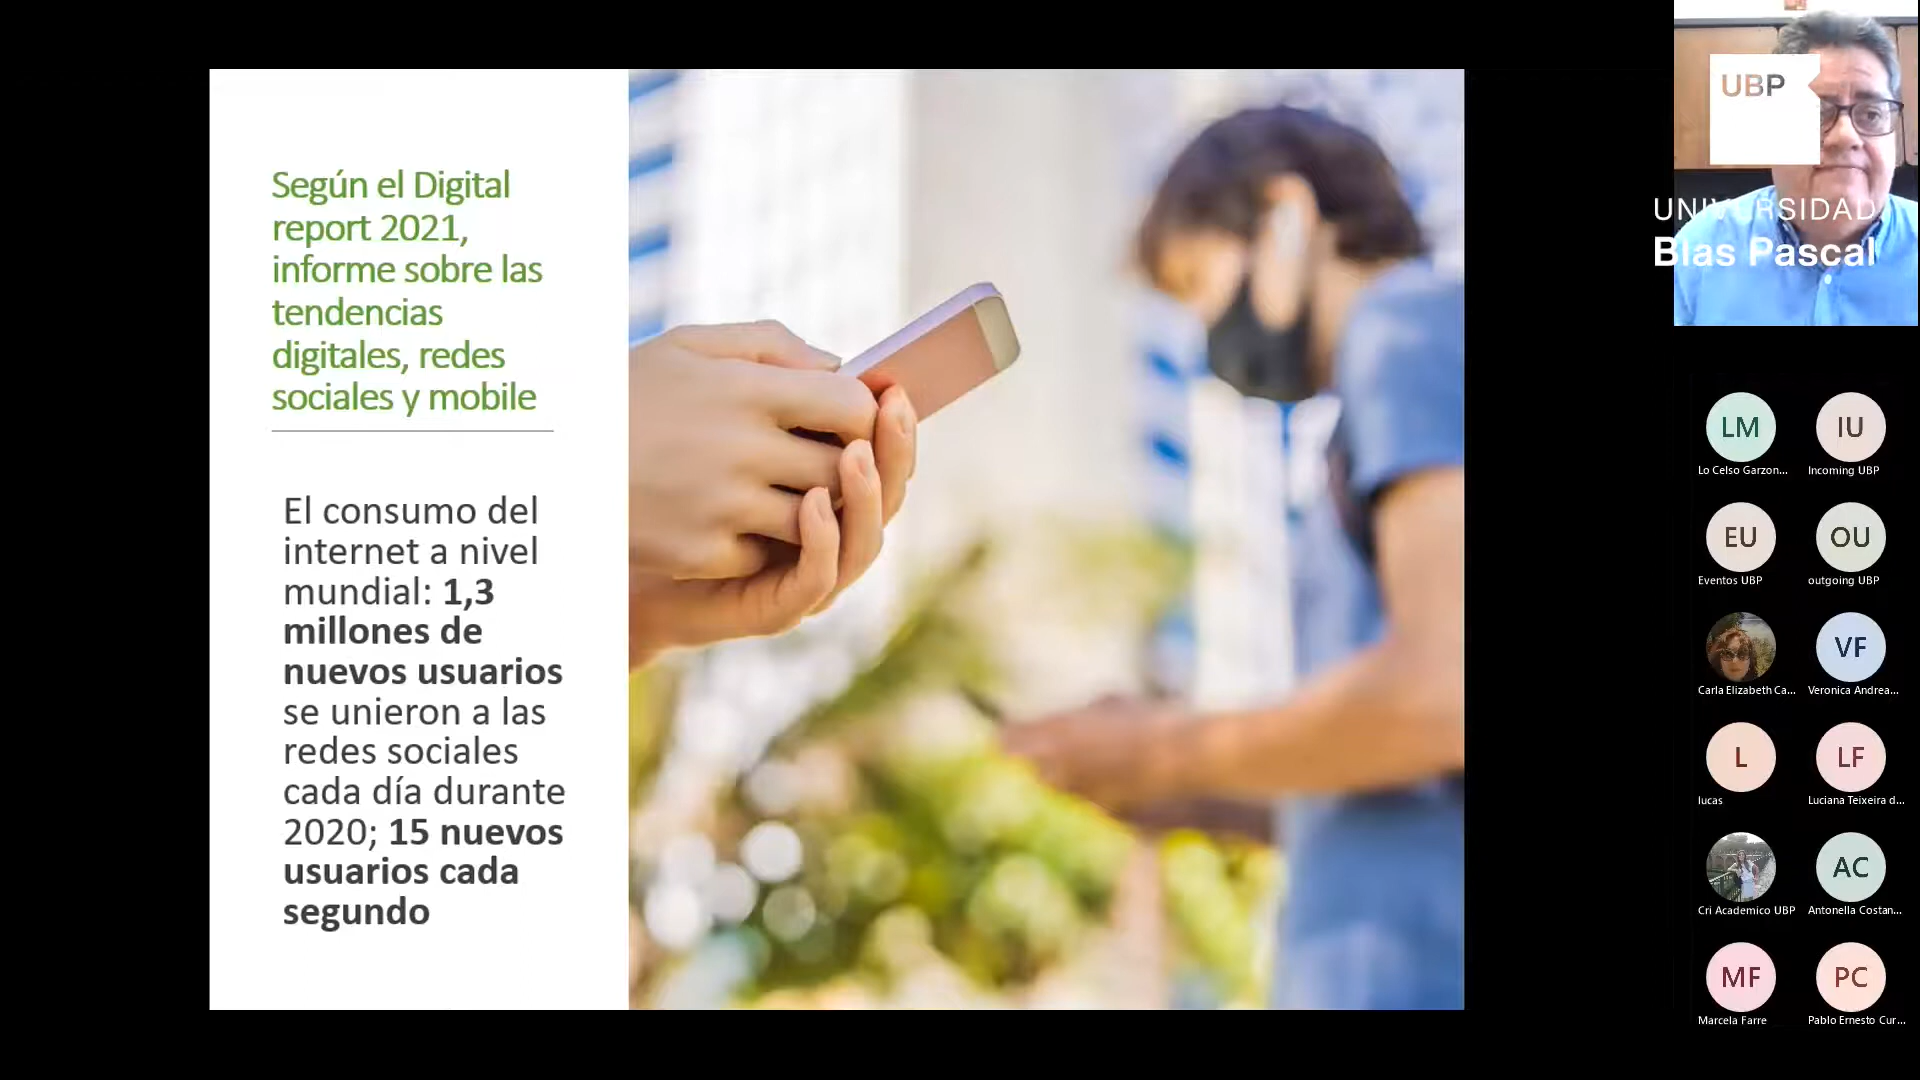 Según el Digital
report 2021,
informe sobre las
tendencias
digitales, redes
sociales y mobile
El consumo del
internet a nivel
mundial: 1,3
millones de
nuevos usuarios
se unieron a las
redes sociales
cada día durante
2020; 15 nuevos
usuarios cada
segundo
UBP
UNIVERSIDAD
Blas Pascal
LM
IU
Lo Celso Garzon...
Incoming UBP
EU
OU
Eventos UBP
outgoing UBP
VF
Carla Elizabeth Ca...
Veronica Andrea...
L
LF
lucas
Luciana Teixeira d...
AC
Cri Academico UBP
Antonella Costan...
MF
PC
Marcela Farre
Pablo Ernesto Cur...